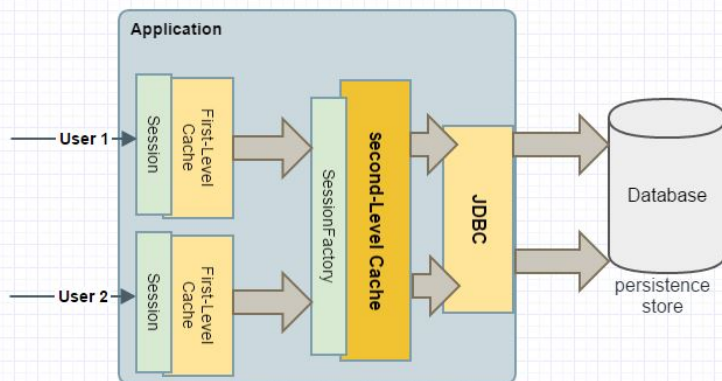 Application
User 1
Session
First-Level
Cache
User 2
Session
First-Level
Cache
SessionFactory
Second-Level Cache
JDBC
Database
persistence
store